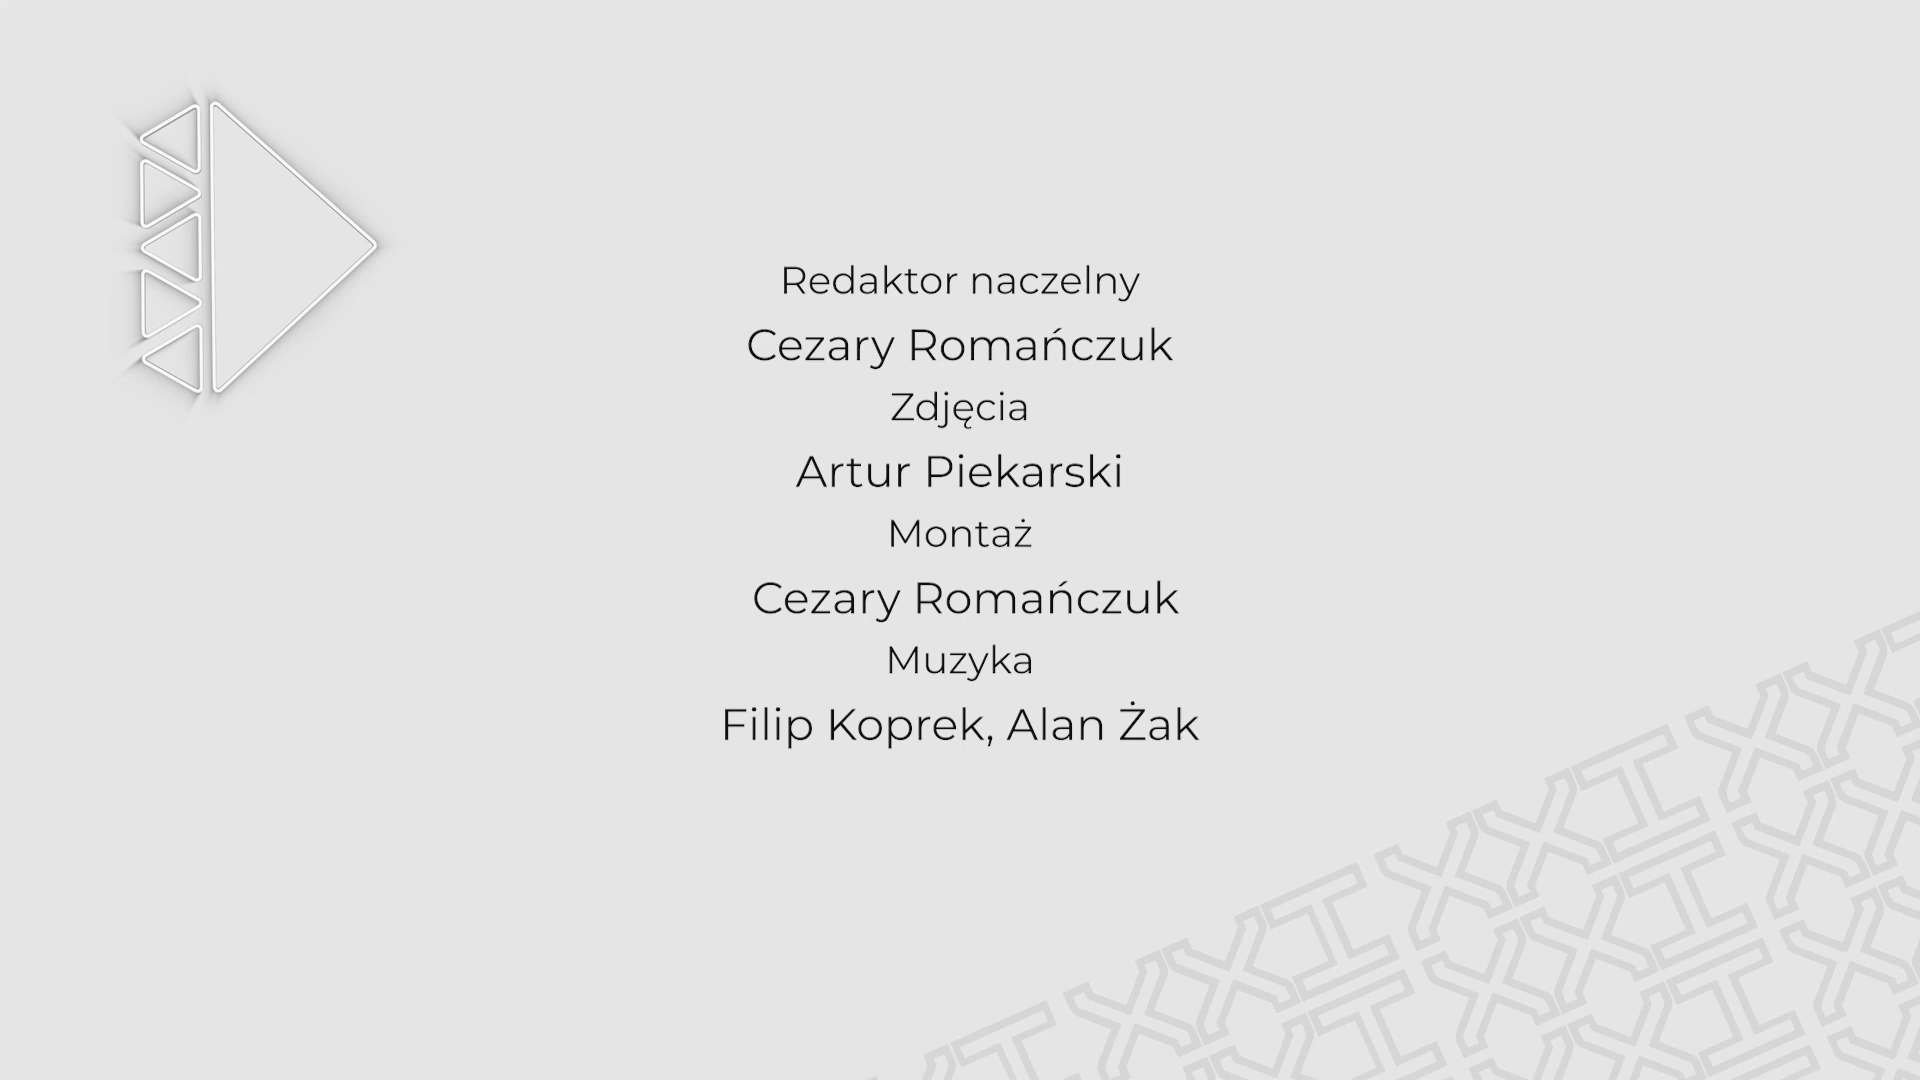 Redaktor naczelny
Cezary Romańczuk
Zdjęcia
Artur Piekarski
Montaż
Cezary Romańczuk
Muzyka
Filip Koprek, Alan Żak